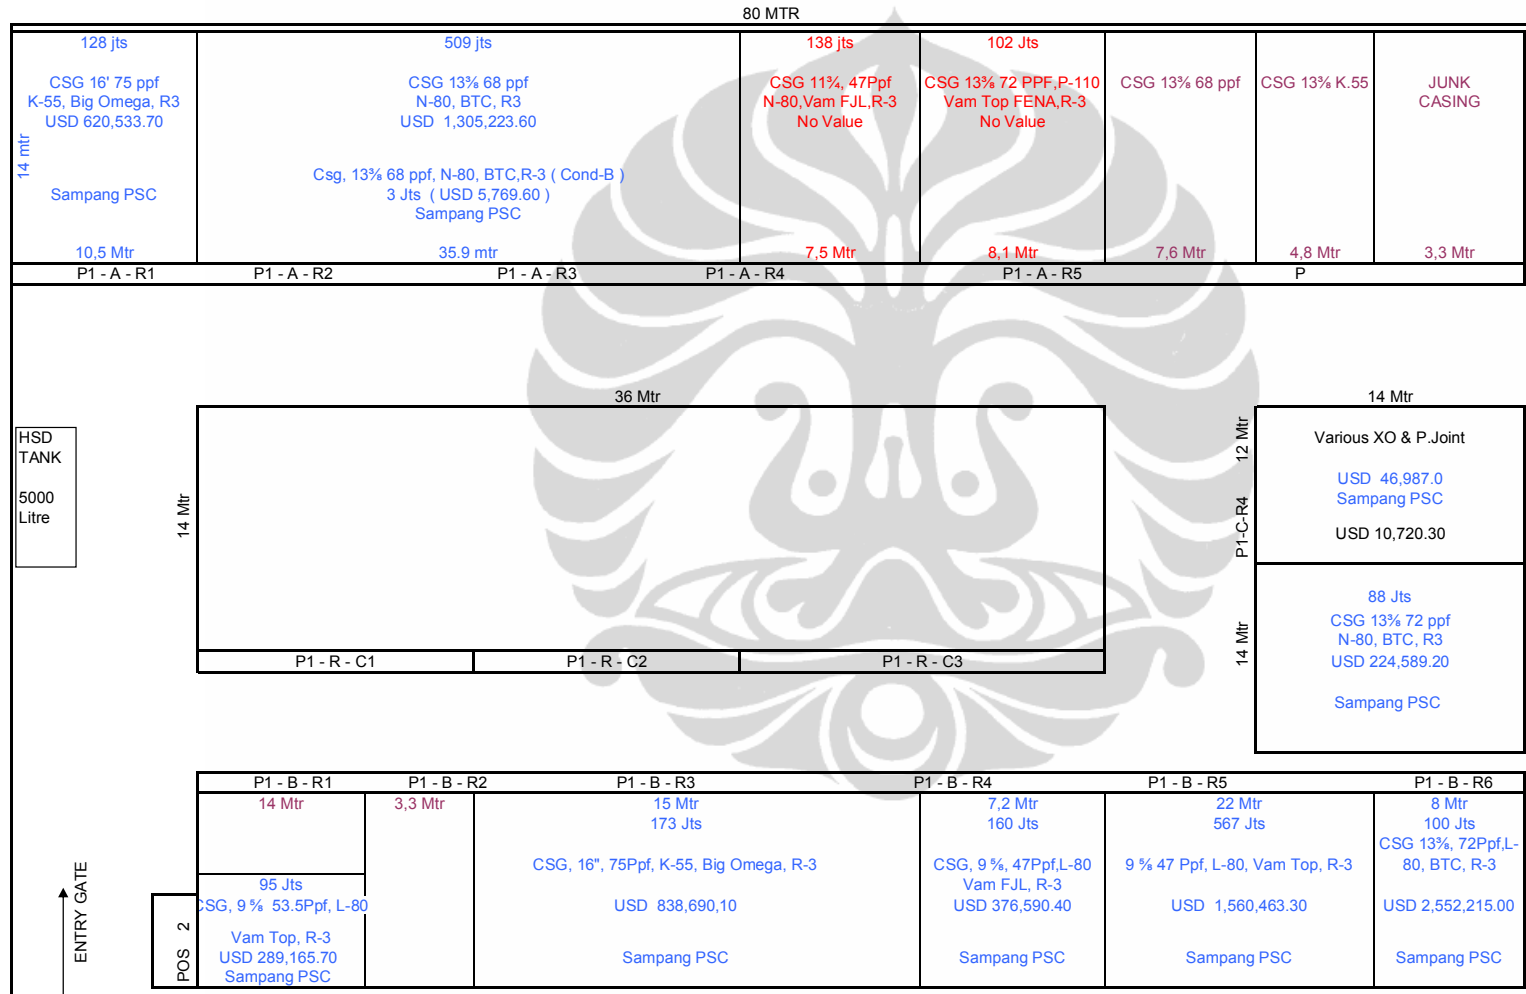 80 MTR
128 jts
CSG 16' 75 ppf
K-55, Big Omega, R3
USD 620,533.70
14 mtr
Sampang PSC
10,5 Mtr
509 jts
CSG 13⅜ 68 ppf
N-80, BTC, R3
USD 1,305,223.60
Csg, 13⅜ 68 ppf, N-80, BTC,R-3 ( Cond-B )
3 Jts ( USD 5,769.60 )
Sampang PSC
35.9 mtr
138 jts
CSG 11¾, 47Ppf
N-80,Vam FJL,R-3
No Value
7,5 Mtr
102 Jts
CSG 13⅜ 72 PPF,P-110
Vam Top FENA,R-3
No Value
8,1 Mtr
CSG 13⅜ 68 ppf
7,6 Mtr
CSG 13⅜ K.55
4,8 Mtr
JUNK
CASING
3,3 Mtr
P1 - A - R1
P1 - A - R2
P1 - A - R3
P1 - A - R4
P1 - A - R5
P
HSD
TANK
5000
Litre
36 Mtr
14 Mtr
P1 - R - C1
P1 - R - C2
P1 - R - C3
14 Mtr
12 Mtr
P1-C-R4
14 Mtr
Various XO & P.Joint
USD 46,987.0
Sampang PSC
USD 10,720.30
88 Jts
CSG 13⅜ 72 ppf
N-80, BTC, R3
USD 224,589.20
Sampang PSC
P1 - B - R1
P1 - B - R2
P1 - B - R3
P1 - B - R4
P1 - B - R5
P1 - B - R6
ENTRY GATE
POS 2
14 Mtr
95 Jts
CSG, 9 ⅝ 53.5Ppf, L-80
Vam Top, R-3
USD 289,165.70
Sampang PSC
3,3 Mtr
15 Mtr
173 Jts
CSG, 16", 75Ppf, K-55, Big Omega, R-3
USD 838,690,10
Sampang PSC
7,2 Mtr
160 Jts
CSG, 9 ⅝, 47Ppf,L-80
Vam FJL, R-3
USD 376,590.40
Sampang PSC
22 Mtr
567 Jts
9 ⅝ 47 Ppf, L-80, Vam Top, R-3
USD 1,560,463.30
Sampang PSC
8 Mtr
100 Jts
CSG 13⅜, 72Ppf,L-
80, BTC, R-3
USD 2,552,215.00
Sampang PSC